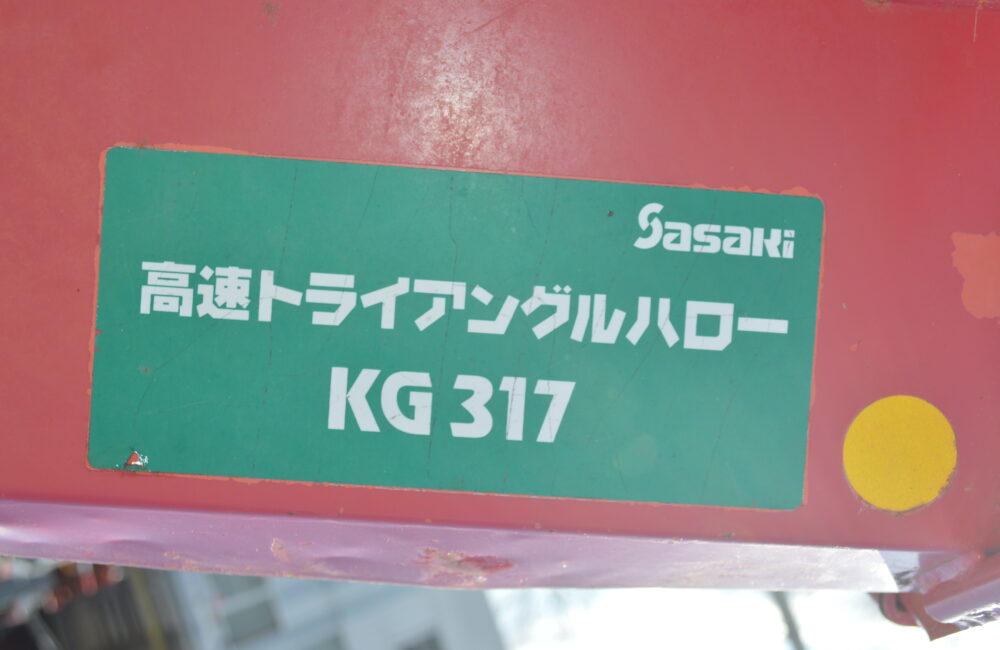 Sasaki
高速トライアングルハロー
KG 317